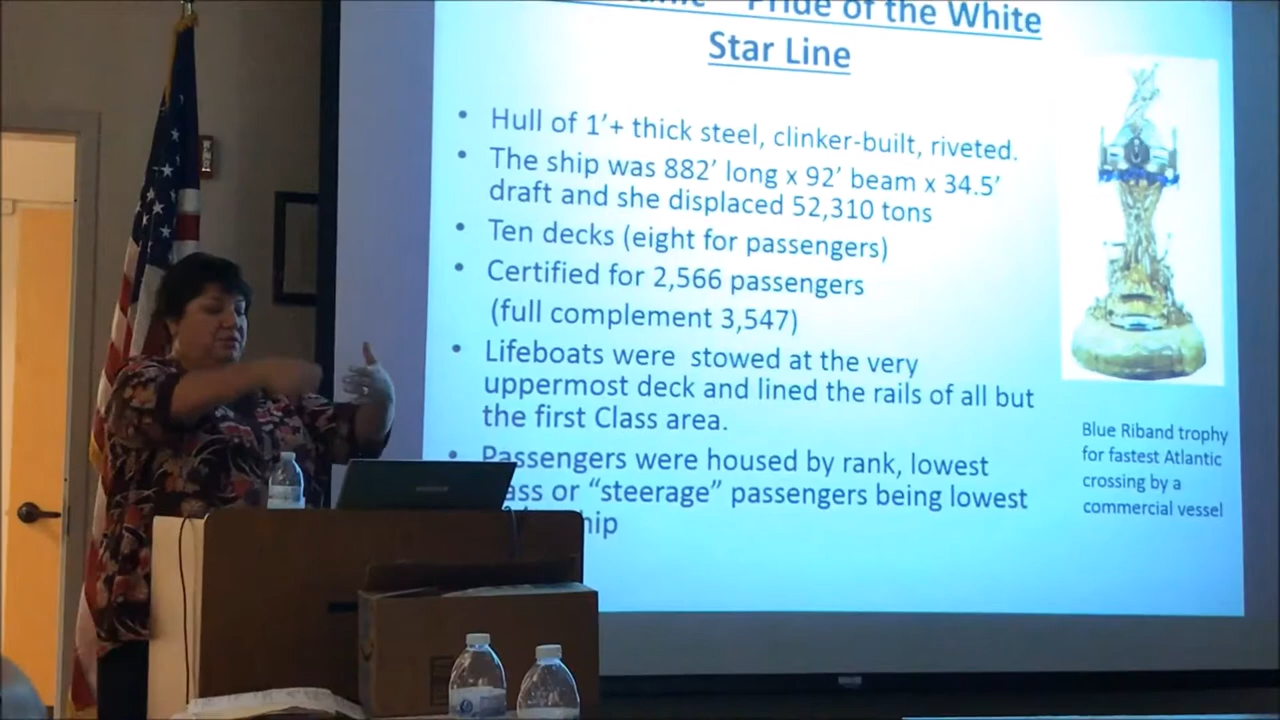 Pride of the White
Star Line
• Hull of 1’+ thick steel, clinker-built, riveted.
• The ship was 882’ long x 92’ beam x 34.5’
draft and she displaced 52,310 tons
• Ten decks (eight for passengers)
• Certified for 2,566 passengers
(full complement 3,547)
• Lifeboats were stowed at the very
uppermost deck and lined the rails of all but
the first Class area.
• Passengers were housed by rank, lowest
or “steerage” passengers being lowest
Blue Riband trophy
for fastest Atlantic
crossing by a
commercial vessel